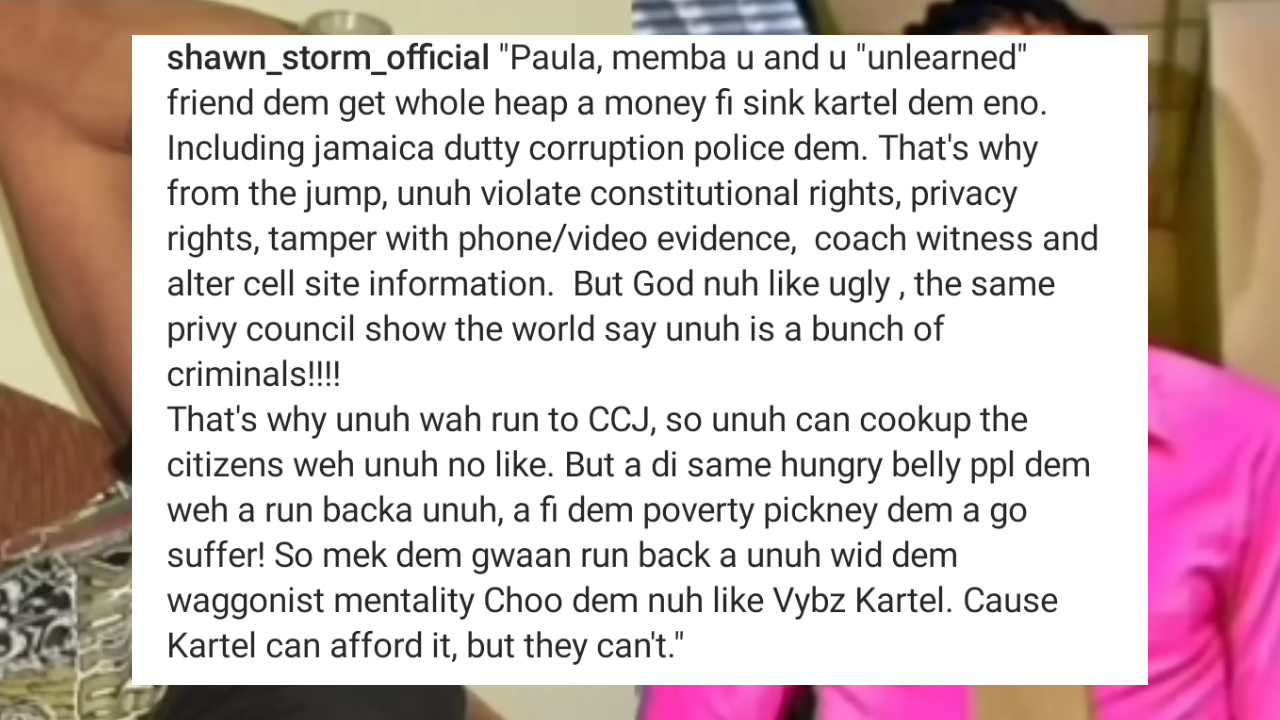 shawn_storm_official "Paula, memba u and u "unlearned"
friend dem get whole heap a money fi sink kartel dem eno.
Including jamaica dutty corruption police dem. That's why
from the jump, unuh violate constitutional rights, privacy
rights, tamper with phone/video evidence,  coach witness and
alter cell site information.  But God nuh like ugly , the same
privy council show the world say unuh is a bunch of
criminals!!!!
That's why unuh wah run to CCJ, so unuh can cookup the
citizens weh unuh no like. But a di same hungry belly ppl dem
weh a run backa unuh, a fi dem poverty pickney dem a go
suffer! So mek dem gwaan run back a unuh wid dem
waggonist mentality Choo dem nuh like Vybz Kartel. Cause
Kartel can afford it, but they can't."